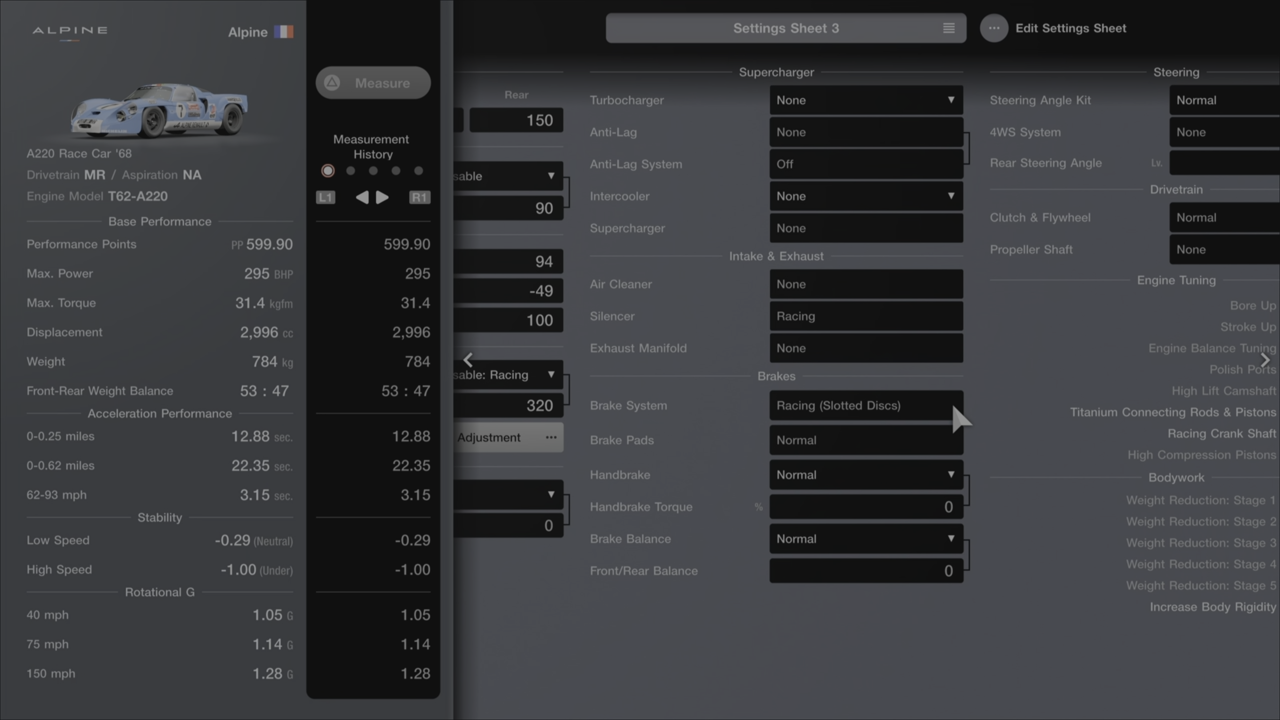 ALPINE
Alpine
A220 Race Car '68
Drivetrain MR / Aspiration NA
Engine Model T62-A220
Base Performance
Performance Points PP 599.90
Max. Power 295 BHP
Max. Torque 31.4 kgfm
Displacement 2,996 cc
Weight 784 kg
Front-Rear Weight Balance 53 : 47
Acceleration Performance
0-0.25 miles 12.88 sec.
0-0.62 miles 22.35 sec.
62-93 mph 3.15 sec.
Stability
Low Speed -0.29 (Neutral)
High Speed -1.00 (Under)
Rotational G
40 mph 1.05 G
75 mph 1.14 G
150 mph 1.28 G
Measure
Measurement
History
L1 R1
599.90
295
31.4
2,996
784
53 : 47
12.88
22.35
3.15
-0.29
-1.00
1.05
1.14
1.28
Settings Sheet 3
Edit Settings Sheet
Rear
150
sable
90
94
-49
100
sable: Racing
320
Adjustment
0
Supercharger
Turbocharger None
Anti-Lag None
Anti-Lag System Off
Intercooler None
Supercharger None
Intake & Exhaust
Air Cleaner None
Silencer Racing
Exhaust Manifold None
Brakes
Brake System Racing (Slotted Discs)
Brake Pads Normal
Handbrake Normal
Handbrake Torque % 0
Brake Balance Normal
Front/Rear Balance 0
Steering
Steering Angle Kit Normal
4WS System None
Rear Steering Angle Lv.
Drivetrain
Clutch & Flywheel Normal
Propeller Shaft None
Engine Tuning
Bore Up
Stroke Up
Engine Balance Tuning
Polish Ports
High Lift Camshaft
Titanium Connecting Rods & Pistons
Racing Crank Shaft
High Compression Pistons
Bodywork
Weight Reduction: Stage 1
Weight Reduction: Stage 2
Weight Reduction: Stage 3
Weight Reduction: Stage 4
Weight Reduction: Stage 5
Increase Body Rigidity